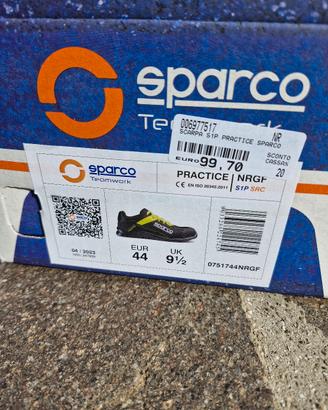 sparco
Te
006977517
NR
SCARPA S1P PRACTICE SPARCO
EURO 99,70
SCONTO
CASSA%
20
sparco
Teamwork
PRACTICE NRGF
CE EN ISO 20345:2011 S1P SRC
04 / 2023
EUR
44
UK
9½
0751744NRGF